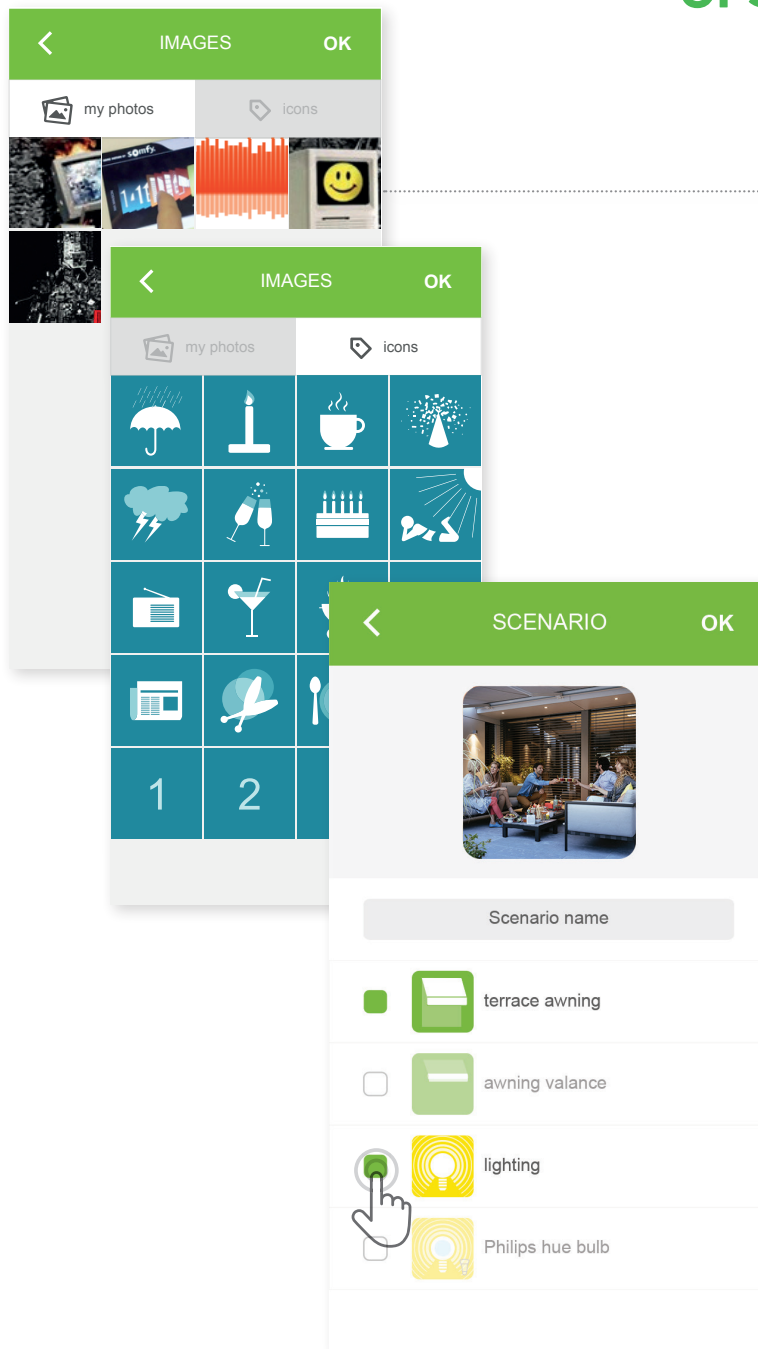 IMAGES OK
my photos icons
somfy.
IMAGES OK
my photos icons
1 2
SCENARIO OK
Scenario name
terrace awning
awning valance
lighting
Philips hue bulb